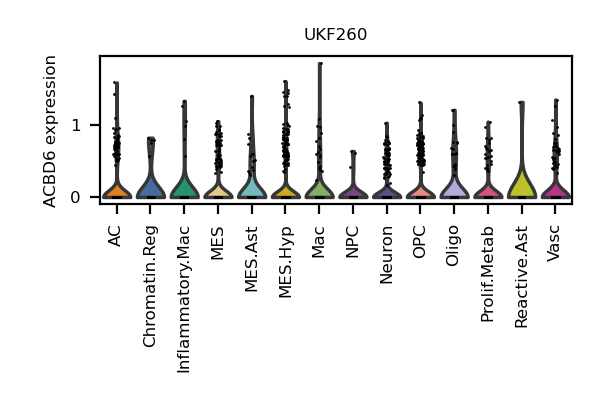 UKF260
ACBD6 expression
1
0
AC
Chromatin.Reg
Inflammatory.Mac
MES
MES.Ast
MES.Hyp
Mac
NPC
Neuron
OPC
Oligo
Prolif.Metab
Reactive.Ast
Vasc